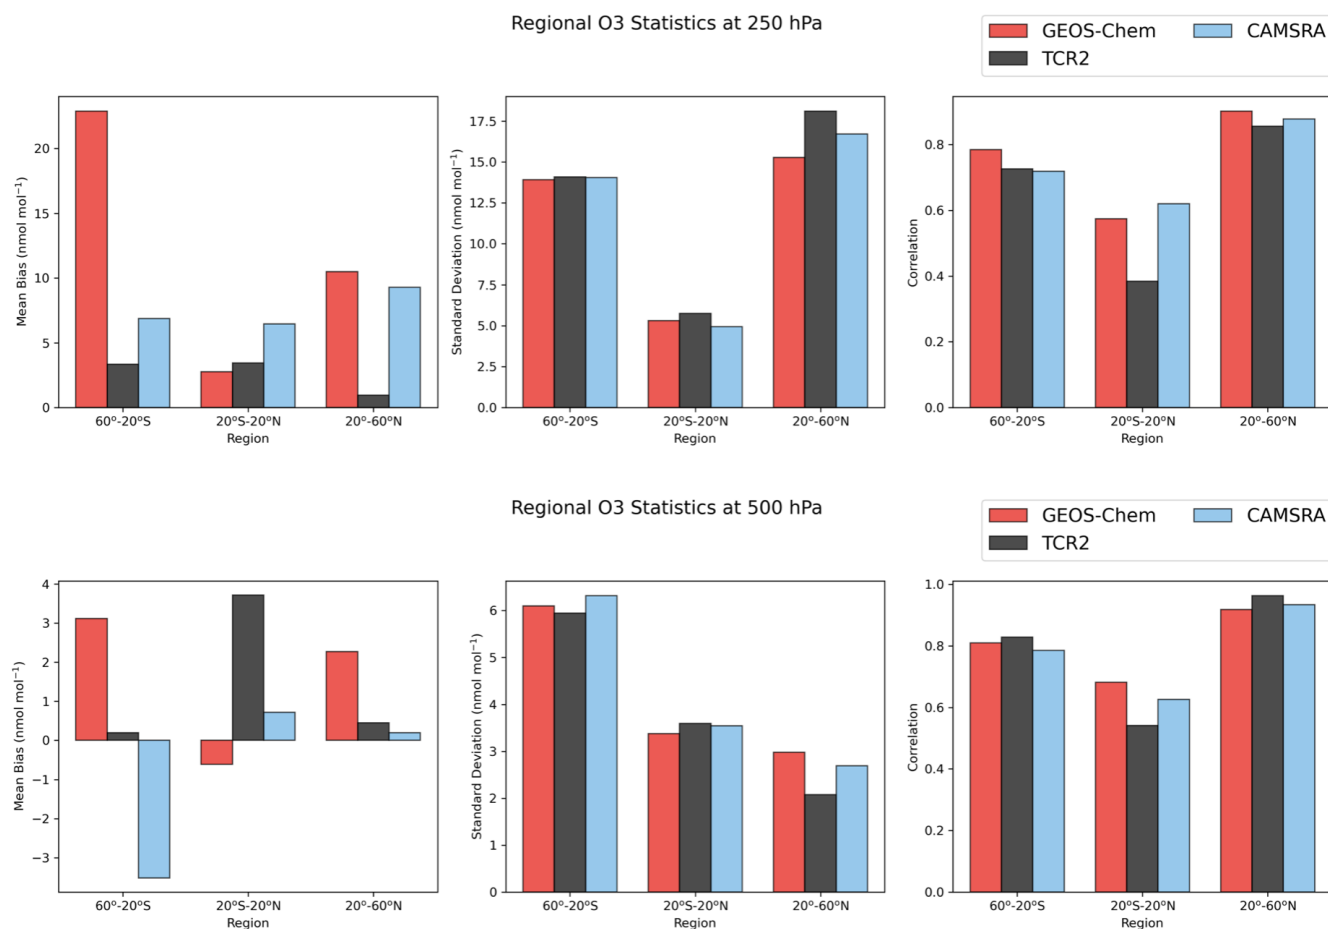 Regional O3 Statistics at 250 hPa
GEOS-Chem
TCR2
CAMSRA
Mean Bias (nmol mol⁻¹)
20
15
10
5
0
60º-20ºS
20ºS-20ºN
20º-60ºN
Region
Standard Deviation (nmol mol⁻¹)
17.5
15.0
12.5
10.0
7.5
5.0
2.5
0.0
60º-20ºS
20ºS-20ºN
20º-60ºN
Region
Correlation
0.8
0.6
0.4
0.2
0.0
60º-20ºS
20ºS-20ºN
20º-60ºN
Region
Regional O3 Statistics at 500 hPa
GEOS-Chem
TCR2
CAMSRA
Mean Bias (nmol mol⁻¹)
4
3
2
1
0
−1
−2
−3
60º-20ºS
20ºS-20ºN
20º-60ºN
Region
Standard Deviation (nmol mol⁻¹)
6
5
4
3
2
1
0
60º-20ºS
20ºS-20ºN
20º-60ºN
Region
Correlation
1.0
0.8
0.6
0.4
0.2
0.0
60º-20ºS
20ºS-20ºN
20º-60ºN
Region